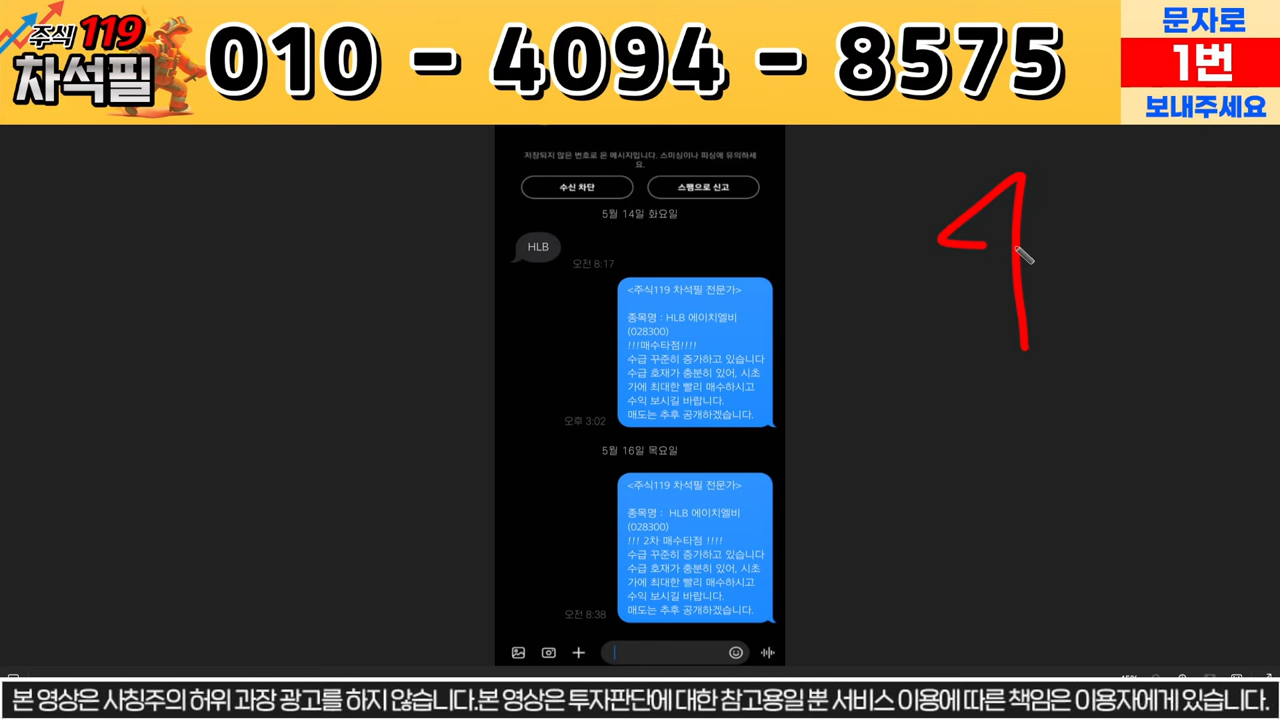 주식 119
차석필
010 - 4094 - 8575
문자로
1번
보내주세요
저장되지 않은 번호로 온 메시지입니다. 스미싱이나 피싱에 유의하세
요.
수신 차단
스팸으로 신고
5월 14일 화요일
HLB
오전 8:17
<주식119 차석필 전문가>
종목명 : HLB 에이치엘비
(028300)
!!!매수타점!!!!
수급 꾸준히 증가하고 있습니다
수급 호재가 충분히 있어, 시초
가에 최대한 빨리 매수하시고
수익 보시길 바랍니다.
매도는 추후 공개하겠습니다.
오후 3:02
5월 16일 목요일
<주식119 차석필 전문가>
종목명 : HLB 에이치엘비
(028300)
!!! 2차 매수타점 !!!!
수급 꾸준히 증가하고 있습니다
수급 호재가 충분히 있어, 시초
가에 최대한 빨리 매수하시고
수익 보시길 바랍니다.
매도는 추후 공개하겠습니다.
오전 8:38
1
본 영상은 사칭주의 허위 과장 광고를 하지 않습니다.본 영상은 투자판단에 대한 참고용일 뿐 서비스 이용에 따른 책임은 이용자에게 있습니다.